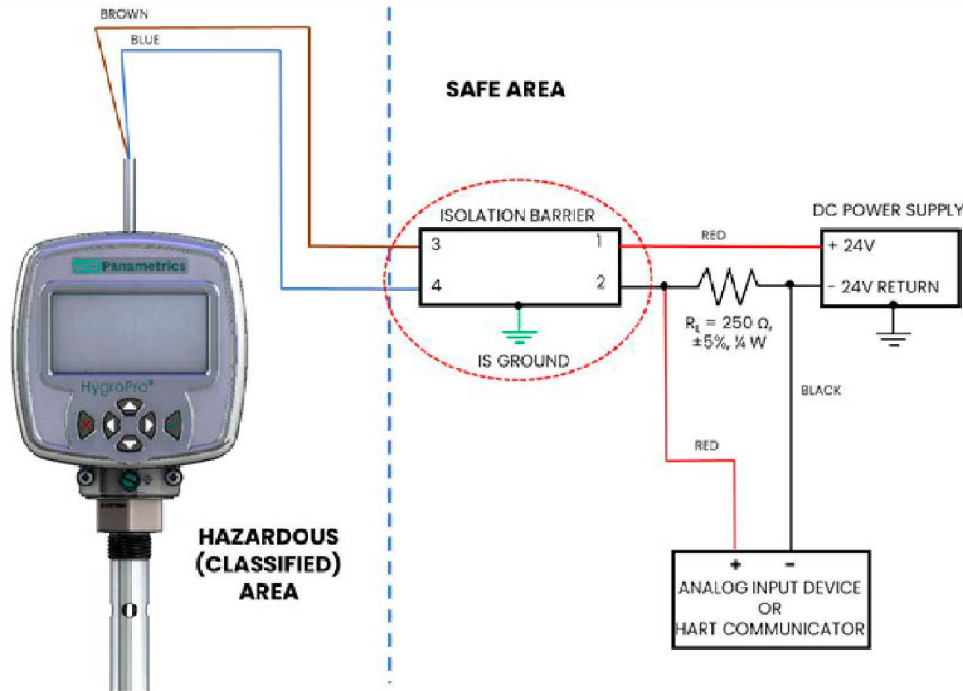 BROWN
BLUE
SAFE AREA
ISOLATION BARRIER
DC POWER SUPPLY
3
1
RED
+ 24V
4
2
- 24V RETURN
Panametrics
R_L = 250 Ω,
±5%, ¼ W
IS GROUND
HygroPro®
BLACK
RED
HAZARDOUS
(CLASSIFIED)
AREA
+ -
ANALOG INPUT DEVICE
OR
HART COMMUNICATOR